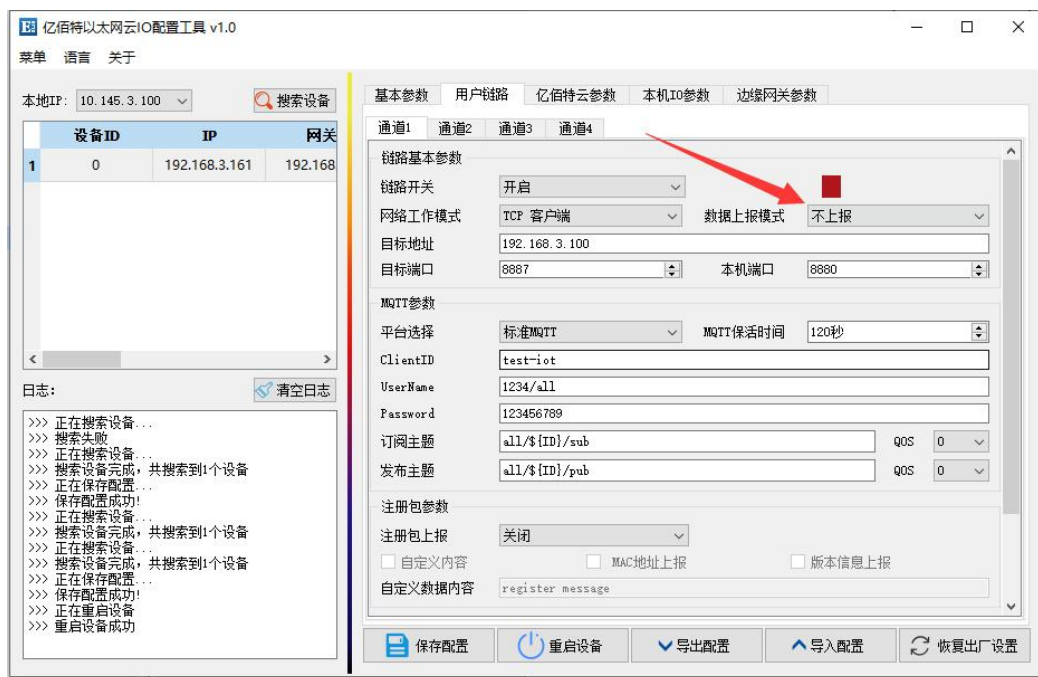 亿佰特以太网云IO配置工具 v1.0
菜单 语言 关于
本地IP: 10.145.3.100 搜索设备
设备ID IP 网关
1 0 192.168.3.161 192.168
日志: 清空日志
>>> 正在搜索设备...
>>> 搜索失败
>>> 正在搜索设备...
>>> 搜索设备完成，共搜索到1个设备
>>> 正在保存配置...
>>> 保存配置成功!
>>> 正在搜索设备...
>>> 搜索设备完成，共搜索到1个设备
>>> 正在搜索设备...
>>> 搜索设备完成，共搜索到1个设备
>>> 正在保存配置...
>>> 保存配置成功!
>>> 正在重启设备
>>> 重启设备成功
基本参数 用户链路 亿佰特云参数 本机IO参数 边缘网关参数
通道1 通道2 通道3 通道4
链路基本参数
链路开关 开启
网络工作模式 TCP 客户端 数据上报模式 不上报
目标地址 192.168.3.100
目标端口 8887 本机端口 8880
MQTT参数
平台选择 标准MQTT MQTT保活时间 120秒
ClientID test-iot
UserName 1234/all
Password 123456789
订阅主题 all/${ID}/sub QOS 0
发布主题 all/${ID}/pub QOS 0
注册包参数
注册包上报 关闭
自定义内容 MAC地址上报 版本信息上报
自定义数据内容 register message
保存配置 重启设备 导出配置 导入配置 恢复出厂设置